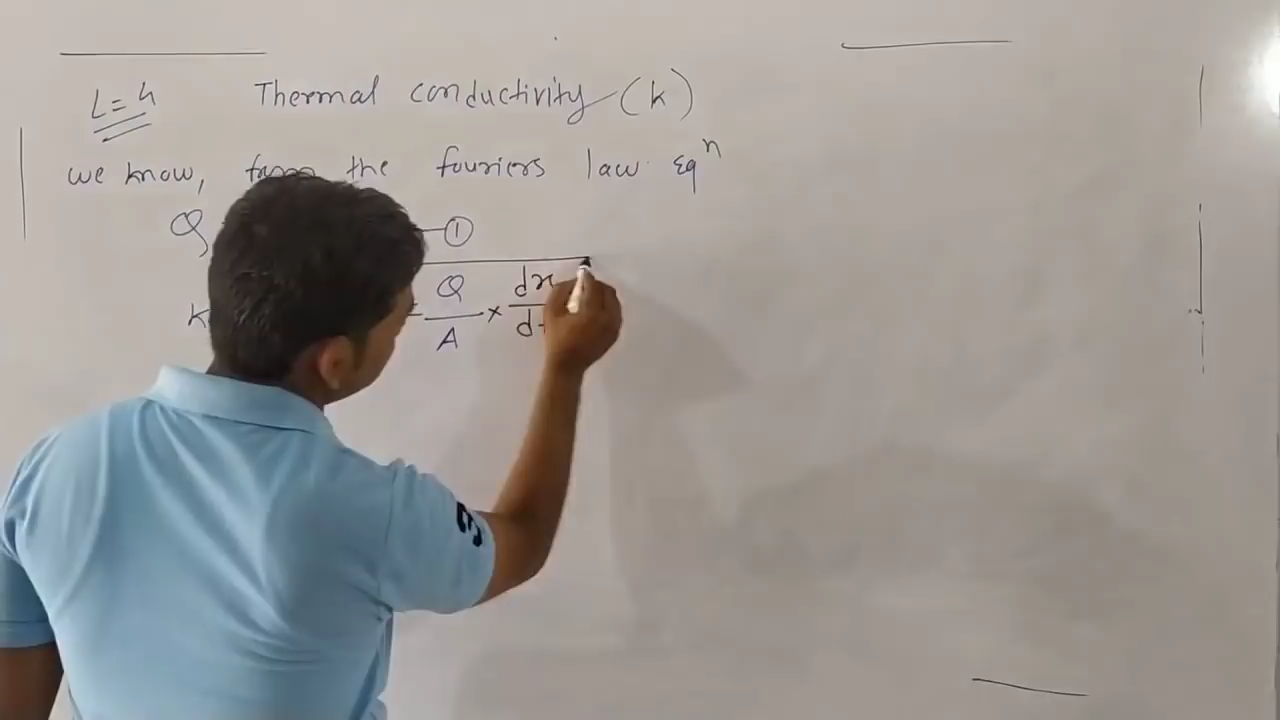 L=4 Thermal conductivity (k)
we know, from the fouriers law Eqⁿ
Q ①
k = Q/A × dx/d